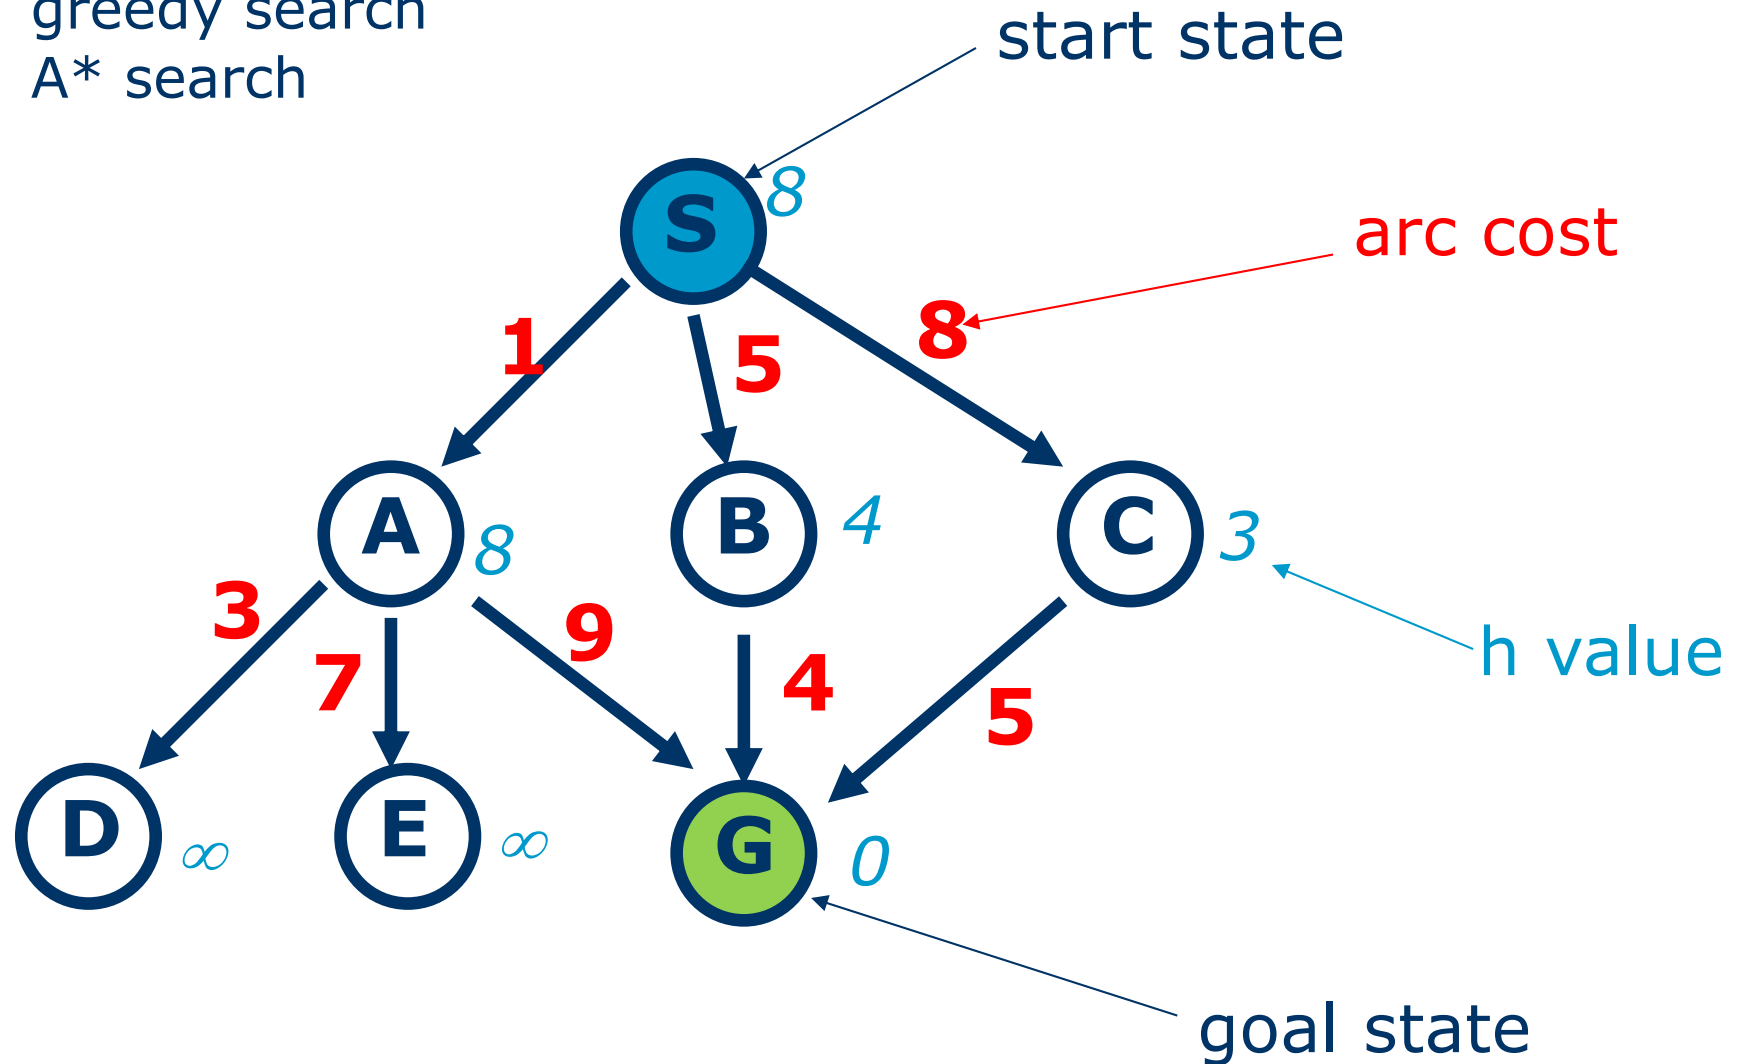 greedy search
A* search
start state
8
S
arc cost
1
5
8
A
8
B
4
C
3
3
7
9
4
5
h value
D
∞
E
∞
G
0
goal state